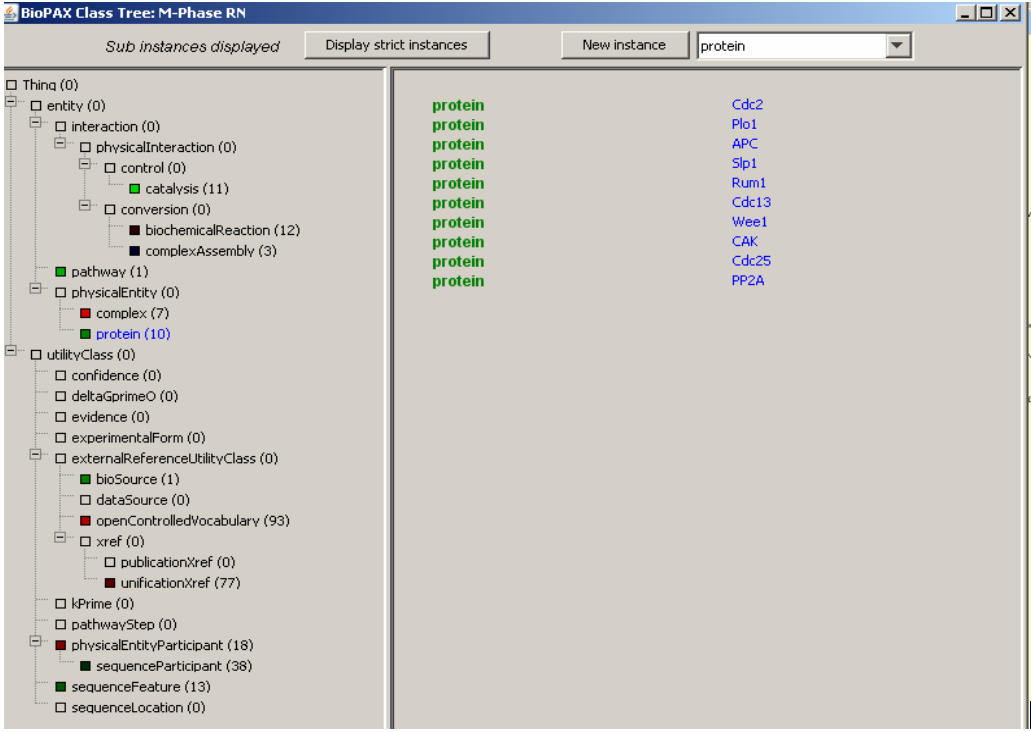 BioPAX Class Tree: M-Phase RN
Sub instances displayed Display strict instances New instance protein
Thing (0)
entity (0)
interaction (0)
physicalInteraction (0)
control (0)
catalysis (11)
conversion (0)
biochemicalReaction (12)
complexAssembly (3)
pathway (1)
physicalEntity (0)
complex (7)
protein (10)
utilityClass (0)
confidence (0)
deltaGprimeO (0)
evidence (0)
experimentalForm (0)
externalReferenceUtilityClass (0)
bioSource (1)
dataSource (0)
openControlledVocabulary (93)
xref (0)
publicationXref (0)
unificationXref (77)
kPrime (0)
pathwayStep (0)
physicalEntityParticipant (18)
sequenceParticipant (38)
sequenceFeature (13)
sequenceLocation (0)
protein Cdc2
protein Plo1
protein APC
protein Slp1
protein Rum1
protein Cdc13
protein Wee1
protein CAK
protein Cdc25
protein PP2A